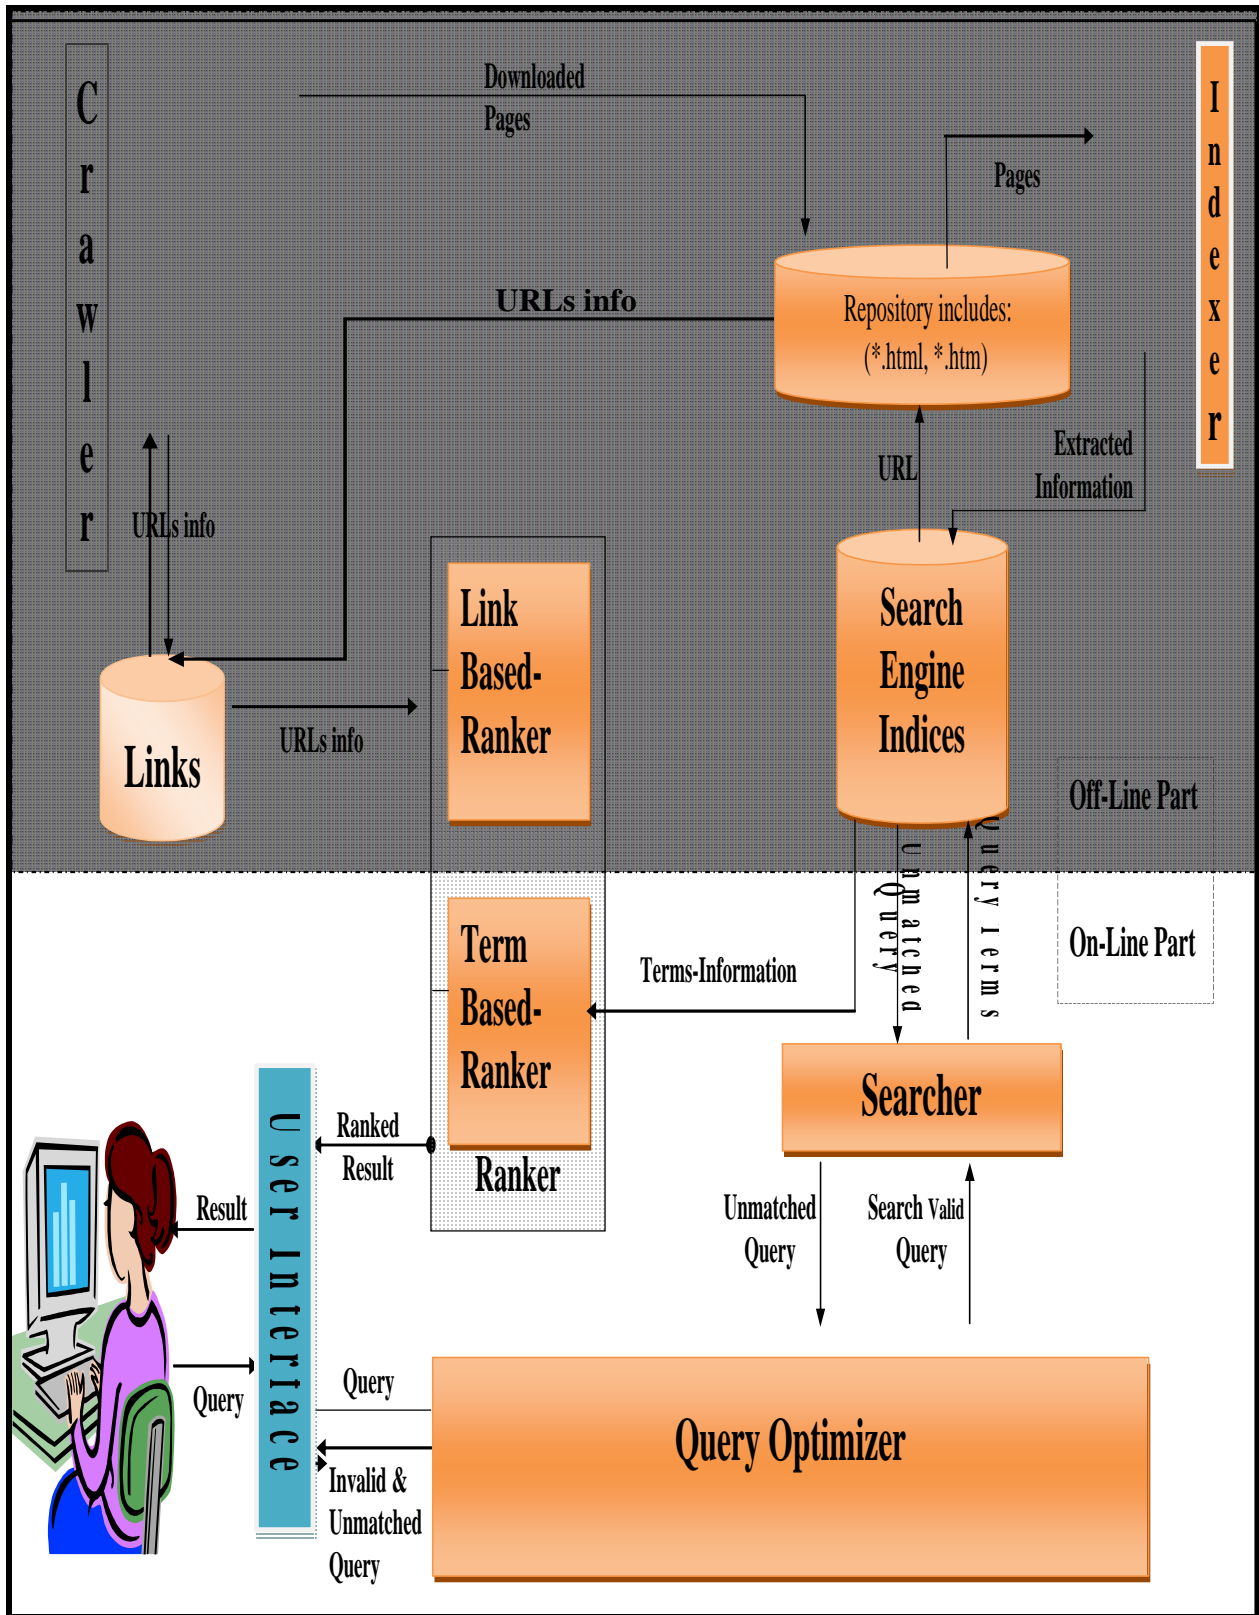 Crawler
Downloaded
Pages
Indexer
Pages
URLs info
Repository includes:
(*.html, *.htm)
URL
Extracted
Information
URLs info
Link
Based-
Ranker
Search
Engine
Indices
URLs info
Links
Off-Line Part
Unmatched
Query
Query Terms
Term
Based-
Ranker
Terms-Information
On-Line Part
Searcher
User Interface
Ranked
Result
Ranker
Result
Unmatched
Query
Search Valid
Query
Query
Query
Query Optimizer
Invalid &
Unmatched
Query